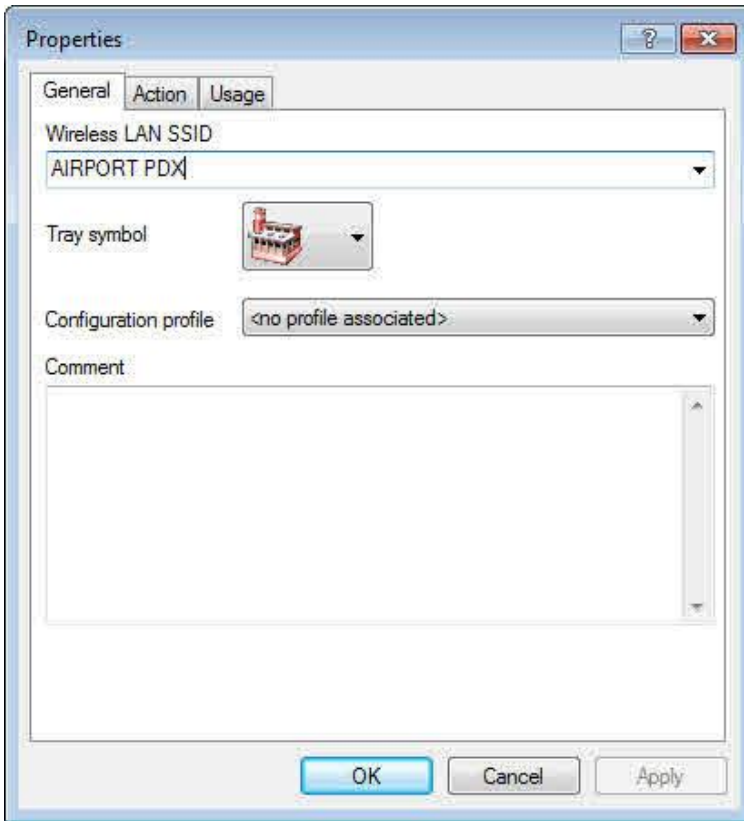 Properties
General Action Usage
Wireless LAN SSID
AIRPORT PDX
Tray symbol
Configuration profile <no profile associated>
Comment
OK Cancel Apply